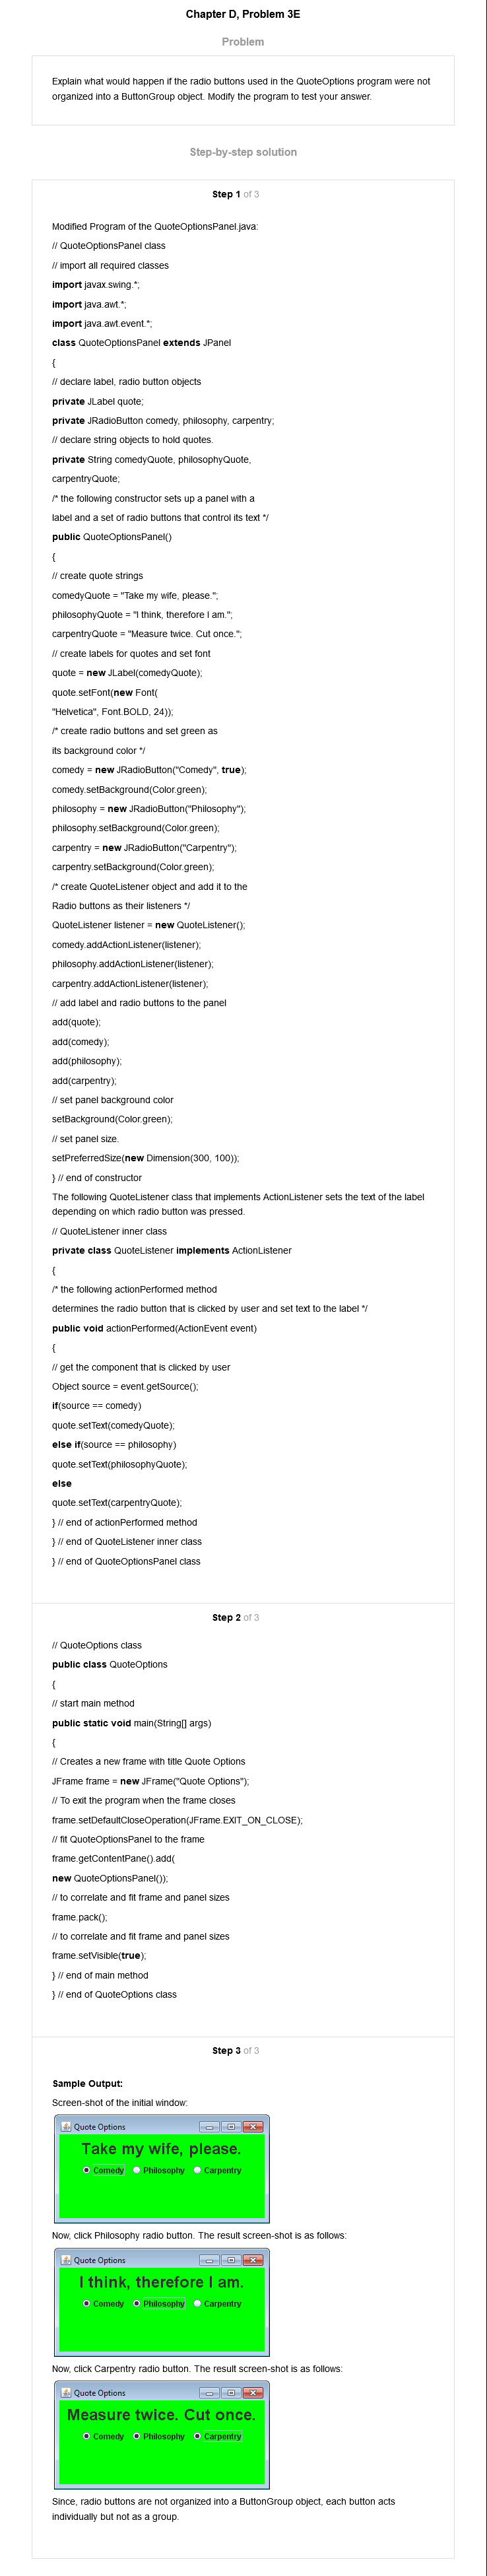 Chapter D, Problem 3E
Problem
Explain what would happen if the radio buttons used in the QuoteOptions program were not
organized into a ButtonGroup object. Modify the program to test your answer.
Step-by-step solution
Step 1 of 3
Modified Program of the QuoteOptionsPanel.java:
// QuoteOptionsPanel class
// import all required classes
import javax.swing.*;
import java.awt.*;
import java.awt.event.*;
class QuoteOptionsPanel extends JPanel
{
// declare label, radio button objects
private JLabel quote;
private JRadioButton comedy, philosophy, carpentry;
// declare string objects to hold quotes.
private String comedyQuote, philosophyQuote,
carpentryQuote;
/* the following constructor sets up a panel with a
label and a set of radio buttons that control its text */
public QuoteOptionsPanel()
{
// create quote strings
comedyQuote = "Take my wife, please.";
philosophyQuote = "I think, therefore I am.";
carpentryQuote = "Measure twice. Cut once.";
// create labels for quotes and set font
quote = new JLabel(comedyQuote);
quote.setFont(new Font(
"Helvetica", Font.BOLD, 24));
/* create radio buttons and set green as
its background color */
comedy = new JRadioButton("Comedy", true);
comedy.setBackground(Color.green);
philosophy = new JRadioButton("Philosophy");
philosophy.setBackground(Color.green);
carpentry = new JRadioButton("Carpentry");
carpentry.setBackground(Color.green);
/* create QuoteListener object and add it to the
Radio buttons as their listeners */
QuoteListener listener = new QuoteListener();
comedy.addActionListener(listener);
philosophy.addActionListener(listener);
carpentry.addActionListener(listener);
// add label and radio buttons to the panel
add(quote);
add(comedy);
add(philosophy);
add(carpentry);
// set panel background color
setBackground(Color.green);
// set panel size.
setPreferredSize(new Dimension(300, 100));
} // end of constructor
The following QuoteListener class that implements ActionListener sets the text of the label
depending on which radio button was pressed.
// QuoteListener inner class
private class QuoteListener implements ActionListener
{
/* the following actionPerformed method
determines the radio button that is clicked by user and set text to the label */
public void actionPerformed(ActionEvent event)
{
// get the component that is clicked by user
Object source = event.getSource();
if(source == comedy)
quote.setText(comedyQuote);
else if(source == philosophy)
quote.setText(philosophyQuote);
else
quote.setText(carpentryQuote);
} // end of actionPerformed method
} // end of QuoteListener inner class
} // end of QuoteOptionsPanel class
Step 2 of 3
// QuoteOptions class
public class QuoteOptions
{
// start main method
public static void main(String[] args)
{
// Creates a new frame with title Quote Options
JFrame frame = new JFrame("Quote Options");
// To exit the program when the frame closes
frame.setDefaultCloseOperation(JFrame.EXIT_ON_CLOSE);
// fit QuoteOptionsPanel to the frame
frame.getContentPane().add(
new QuoteOptionsPanel());
// to correlate and fit frame and panel sizes
frame.pack();
// to correlate and fit frame and panel sizes
frame.setVisible(true);
} // end of main method
} // end of QuoteOptions class
Step 3 of 3
Sample Output:
Screen-shot of the initial window:
Quote Options
Take my wife, please.
Comedy Philosophy Carpentry
Now, click Philosophy radio button. The result screen-shot is as follows:
Quote Options
I think, therefore I am.
Comedy Philosophy Carpentry
Now, click Carpentry radio button. The result screen-shot is as follows:
Quote Options
Measure twice. Cut once.
Comedy Philosophy Carpentry
Since, radio buttons are not organized into a ButtonGroup object, each button acts
individually but not as a group.